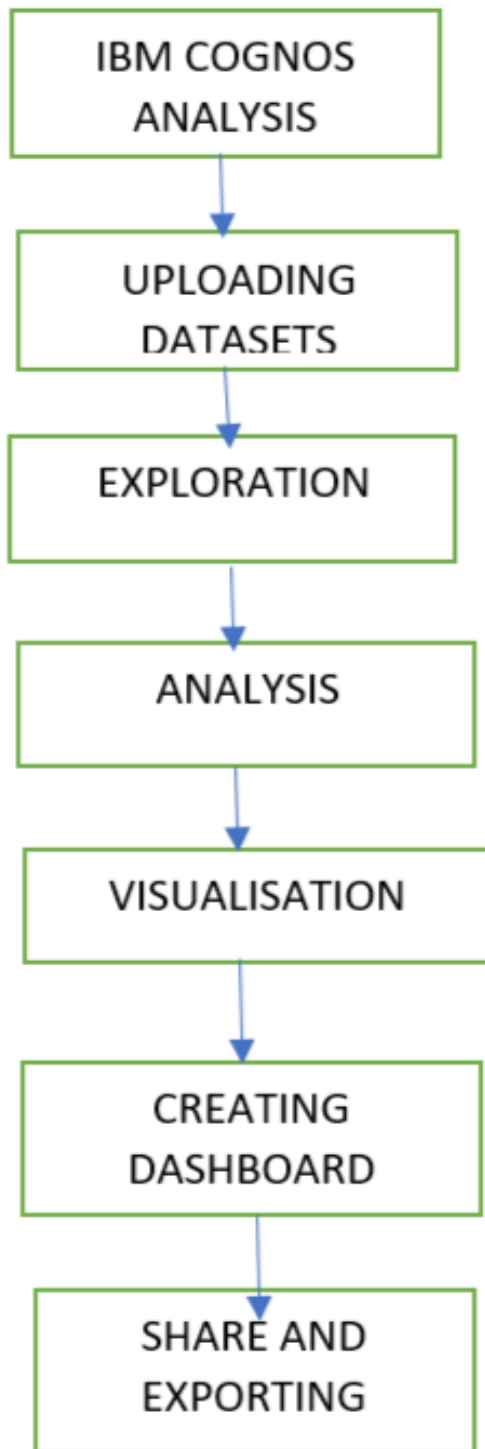 IBM COGNOS
ANALYSIS
UPLOADING
DATASETS
EXPLORATION
ANALYSIS
VISUALISATION
CREATING
DASHBOARD
SHARE AND
EXPORTING